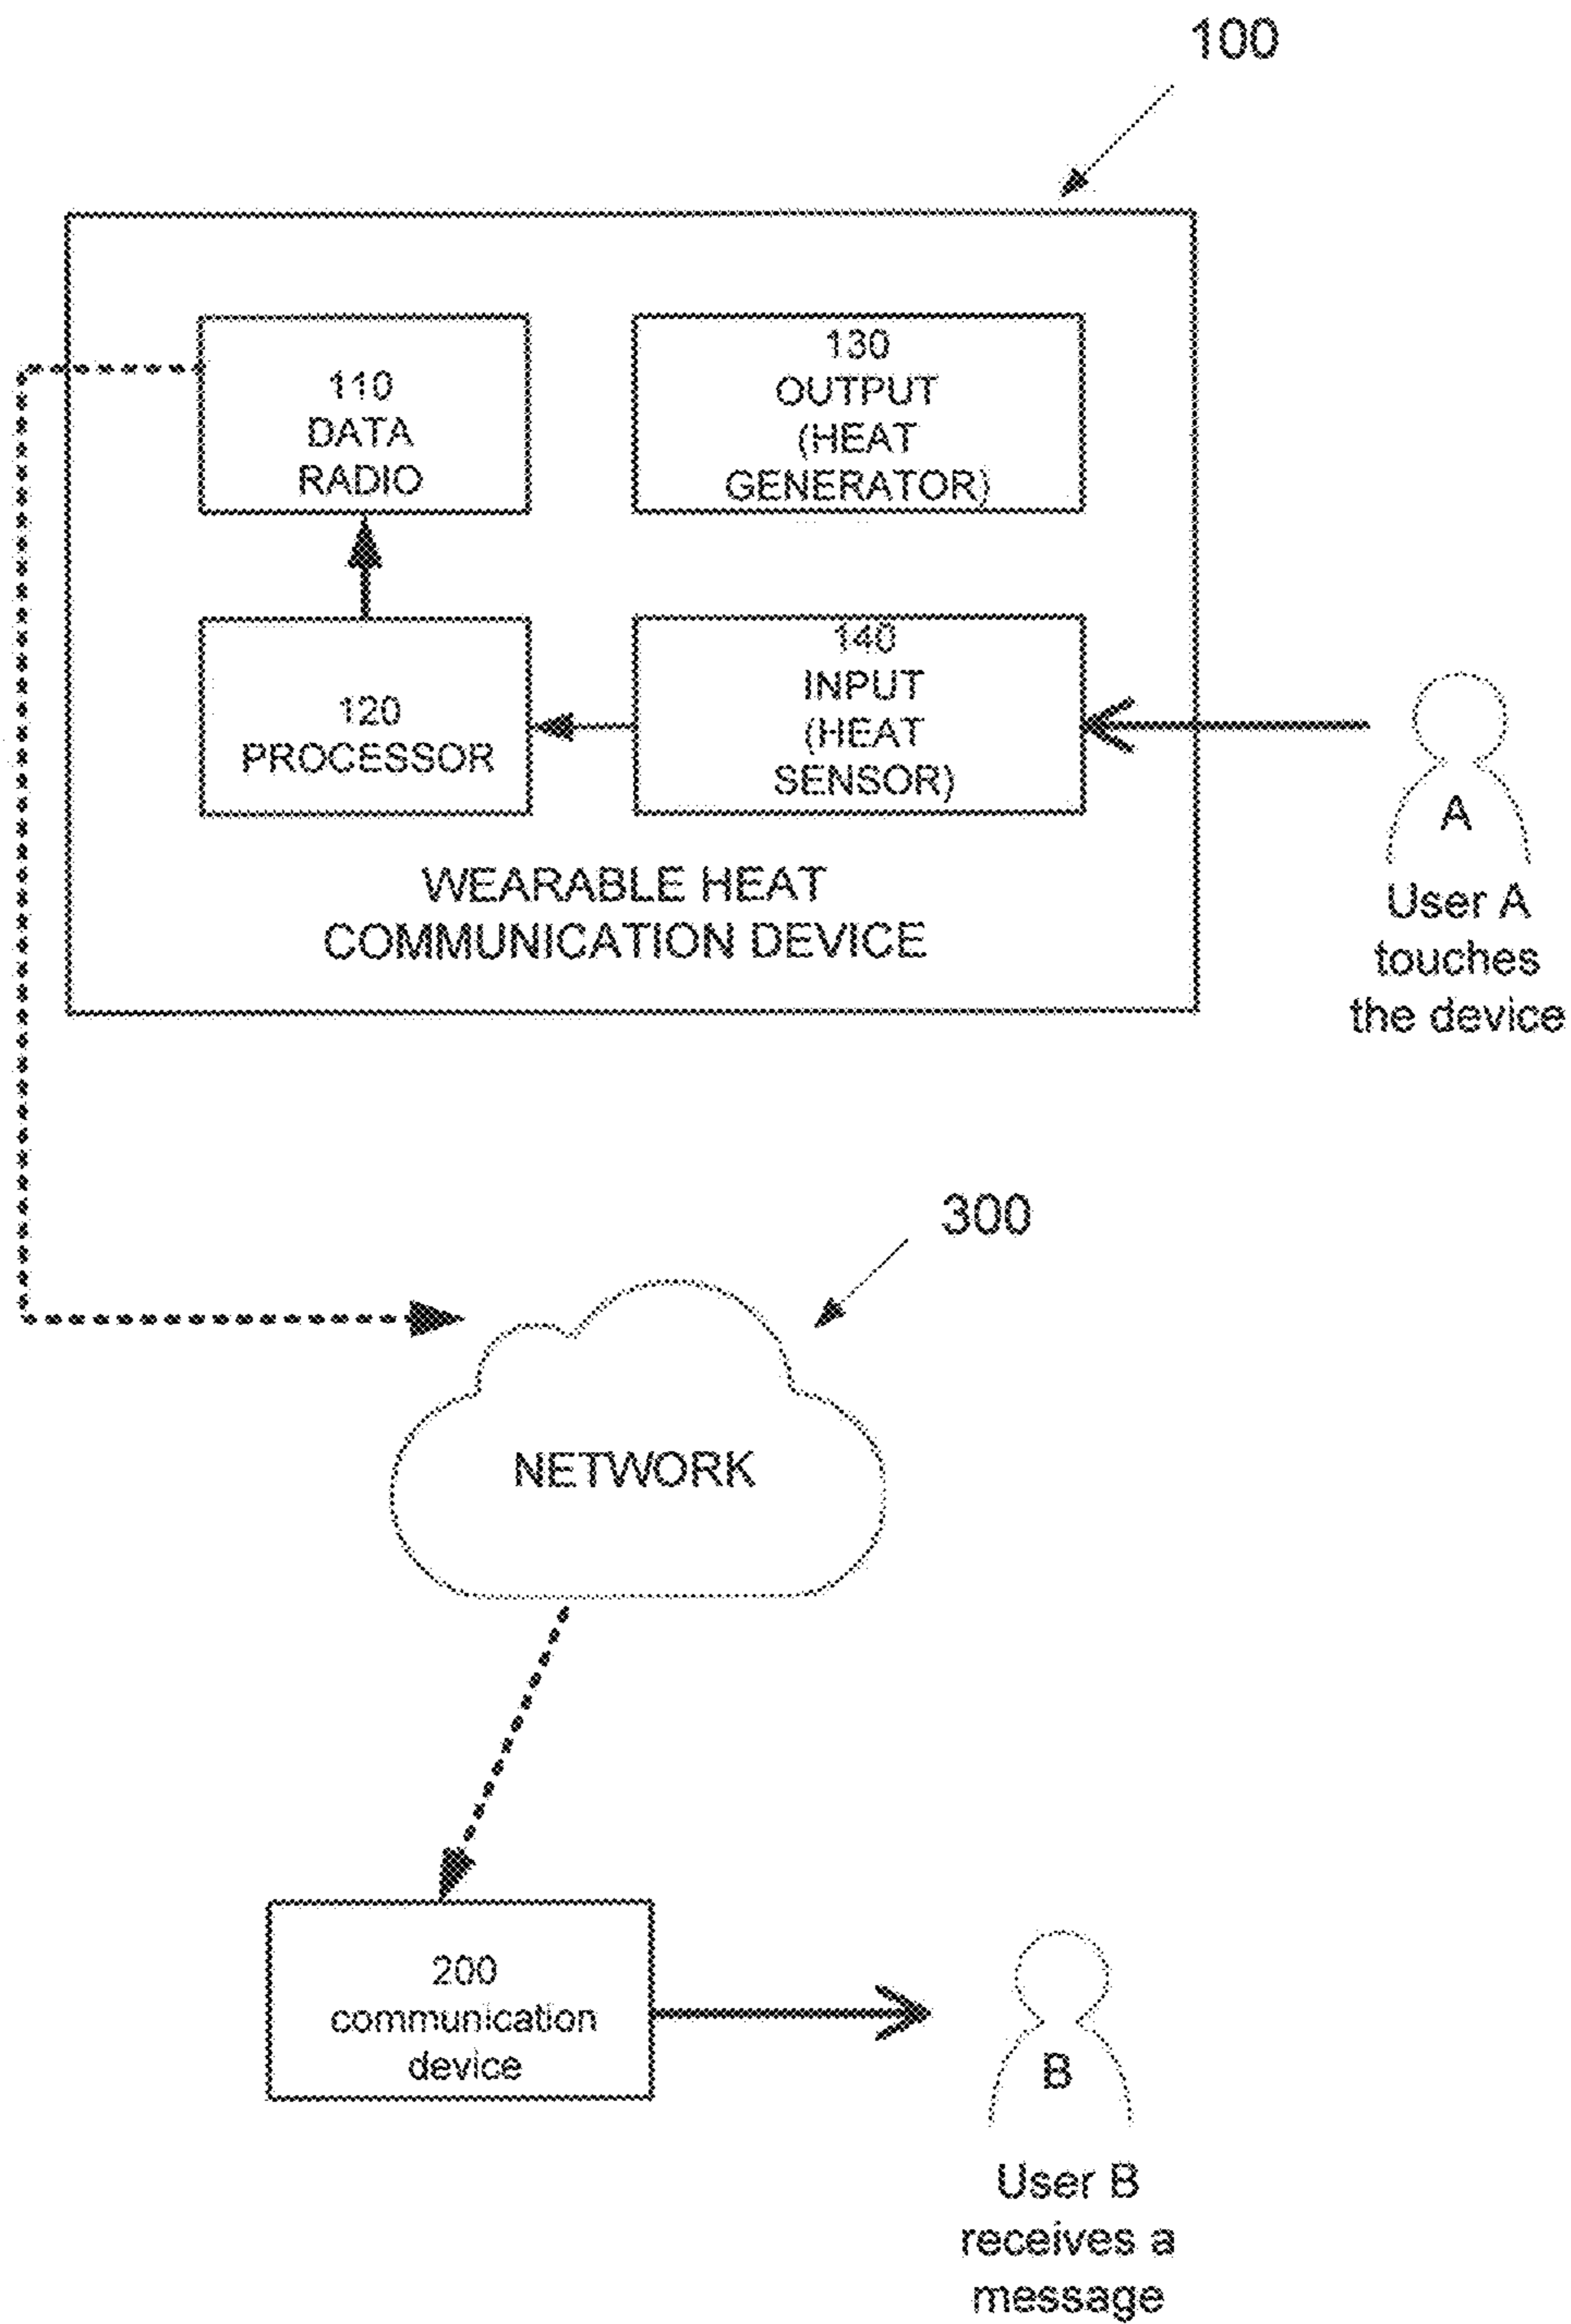 100
110
DATA
RADIO
130
OUTPUT
(HEAT
GENERATOR)
120
PROCESSOR
140
INPUT
(HEAT
SENSOR)
WEARABLE HEAT
COMMUNICATION DEVICE
A
User A
touches
the device
300
NETWORK
200
communication
device
B
User B
receives a
message